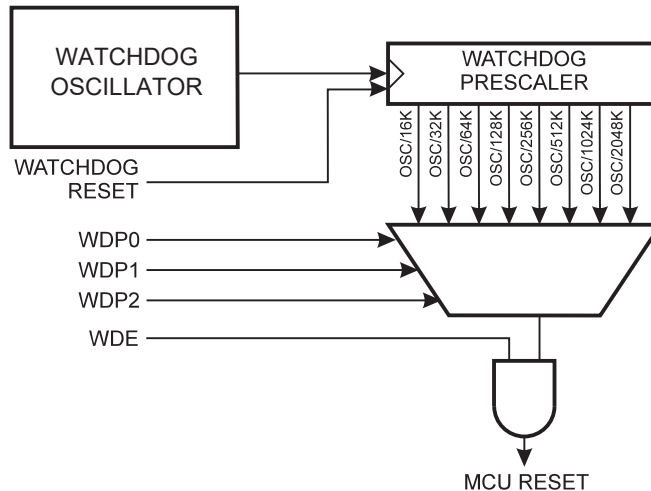 WATCHDOG
OSCILLATOR
WATCHDOG
PRESCALER
WATCHDOG
RESET
OSC/16K
OSC/32K
OSC/64K
OSC/128K
OSC/256K
OSC/512K
OSC/1024K
OSC/2048K
WDP0
WDP1
WDP2
WDE
MCU RESET